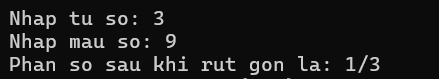 Nhap tu so: 3
Nhap mau so: 9
Phan so sau khi rut gon la: 1/3